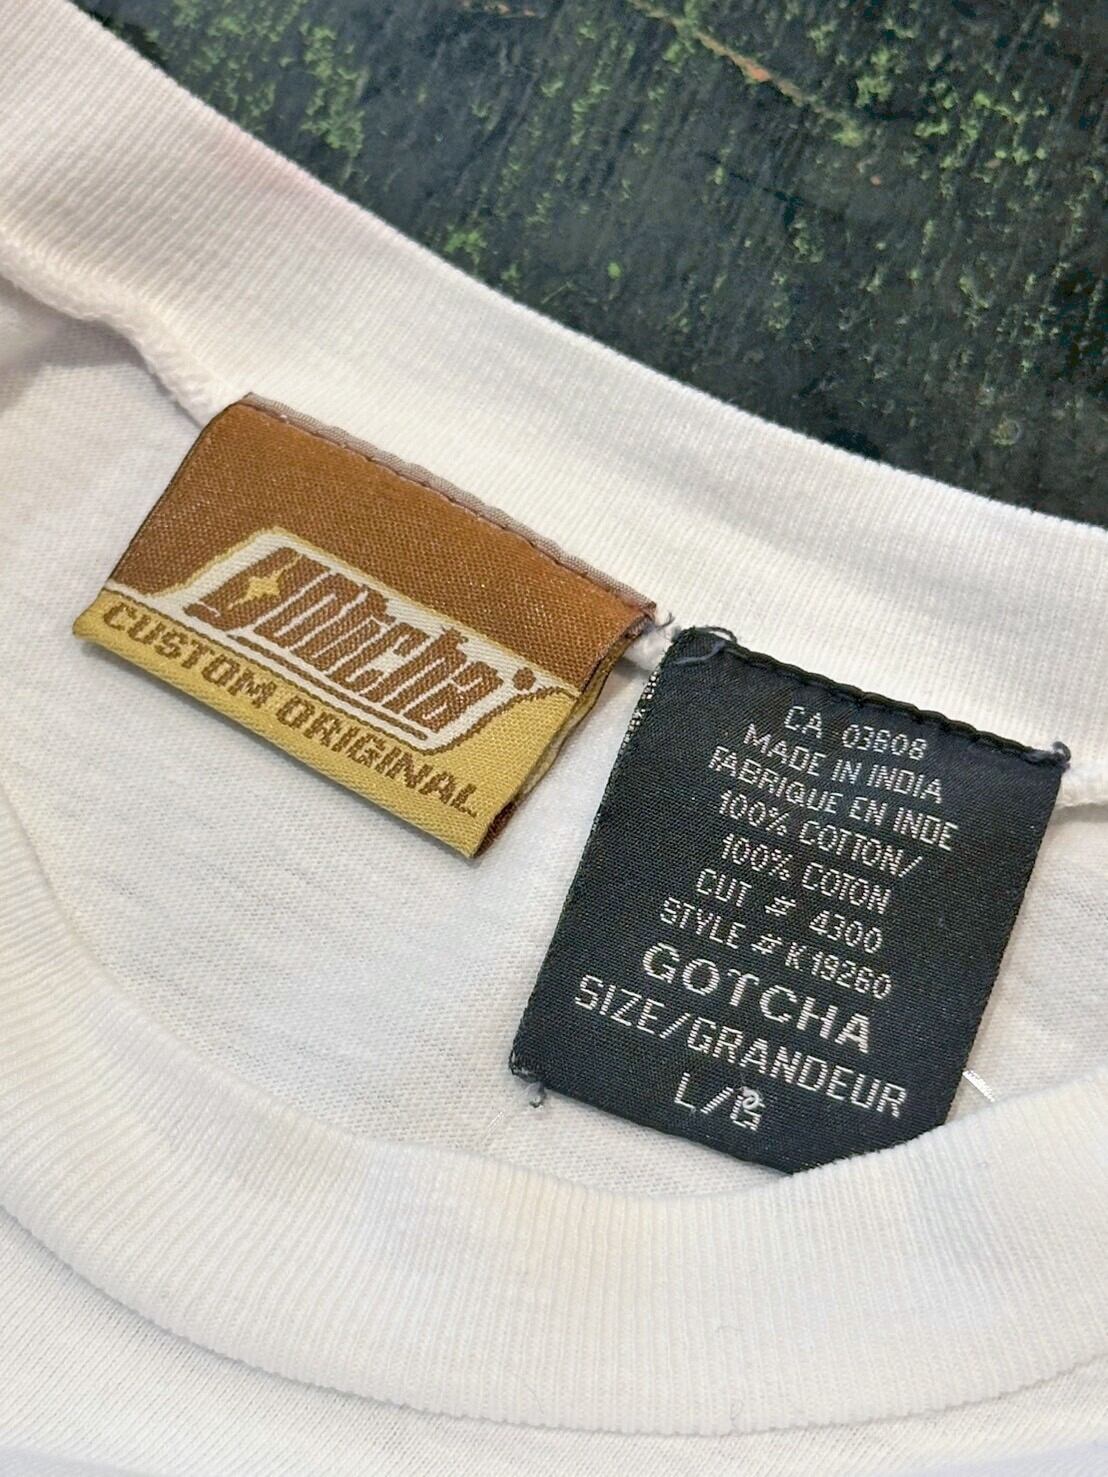 gotcha
CUSTOM ORIGINAL
CA 03608
MADE IN INDIA
FABRIQUE EN INDE
100% COTTON/
100% COTON
CUT # 4300
STYLE # K19260
GOTCHA
SIZE/GRANDEUR
L/G